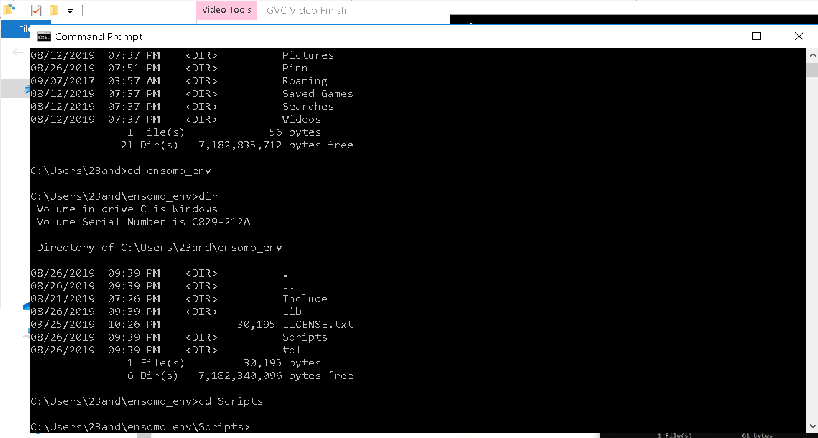 Video Tools
GVC Video Finish
Command Prompt
08/12/2019 07:37 PM <DIR> Pictures
08/26/2019 07:51 PM <DIR>
09/07/2017 03:57 AM <DIR> Roaming
08/12/2019 07:37 PM <DIR> Saved Games
08/12/2019 07:37 PM <DIR> Searches
08/12/2019 07:37 PM <DIR> Videos
1 File(s) 56 bytes
21 Dir(s) 7,182,835,712 bytes free
C:\Users\23and>cd ensomo_env
C:\Users\23and\ensomo_env>dir
Volume in drive C is Windows
Volume Serial Number is C829-212A
Directory of C:\Users\23and\ensomo_env
08/26/2019 09:39 PM <DIR> .
08/26/2019 09:39 PM <DIR> ..
08/21/2019 07:26 PM <DIR> Include
08/26/2019 09:39 PM <DIR> Lib
03/25/2019 10:26 PM 30,195 LICENSE.txt
08/26/2019 09:39 PM <DIR> Scripts
08/26/2019 09:39 PM <DIR> tcl
1 File(s) 30,195 bytes
6 Dir(s) 7,182,340,096 bytes free
C:\Users\23and\ensomo_env>cd Scripts
C:\Users\23and\ensomo_env\Scripts>
1 File(s) 61 bytes